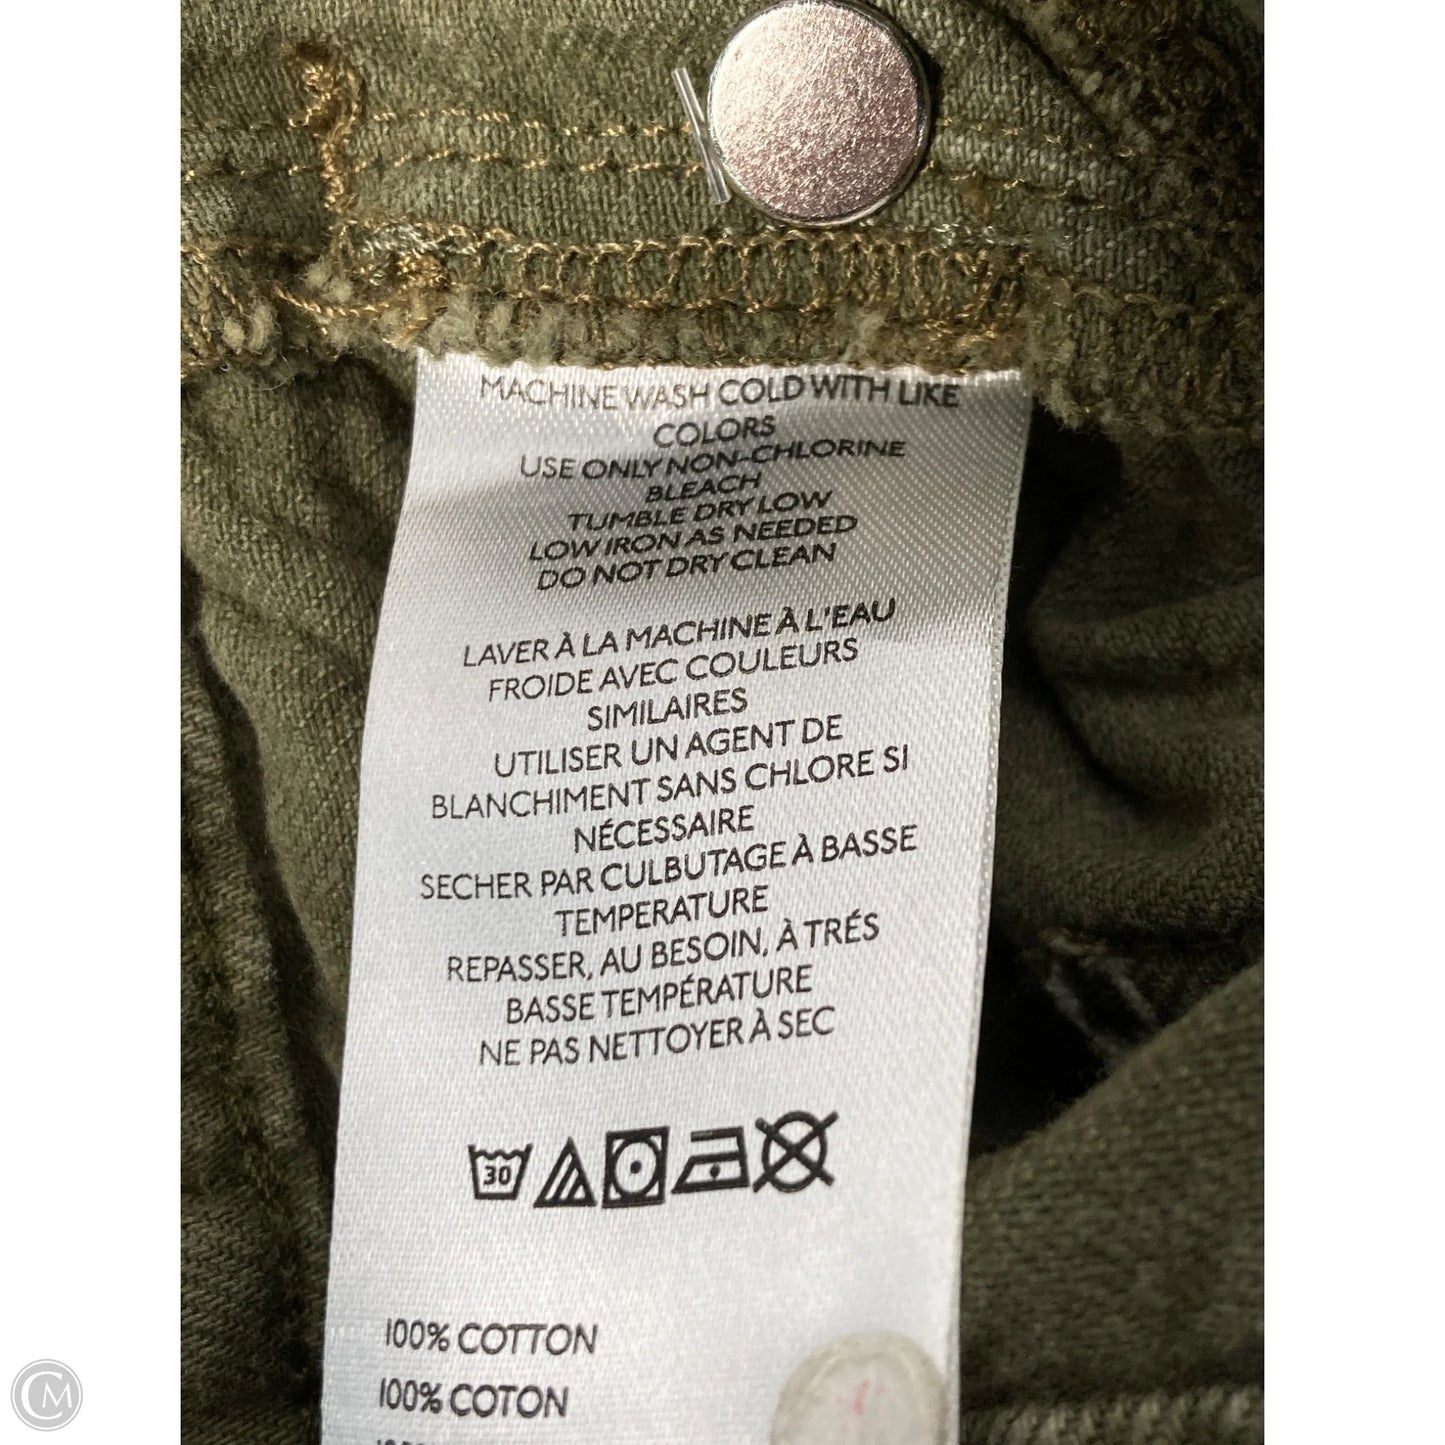 MACHINE WASH COLD WITH LIKE
COLORS
USE ONLY NON-CHLORINE
BLEACH
TUMBLE DRY LOW
LOW IRON AS NEEDED
DO NOT DRY CLEAN
LAVER À LA MACHINE À L'EAU
FROIDE AVEC COULEURS
SIMILAIRES
UTILISER UN AGENT DE
BLANCHIMENT SANS CHLORE SI
NÉCESSAIRE
SECHER PAR CULBUTAGE À BASSE
TEMPERATURE
REPASSER, AU BESOIN, À TRÉS
BASSE TEMPÉRATURE
NE PAS NETTOYER À SEC
30
100% COTTON
100% COTON
CM